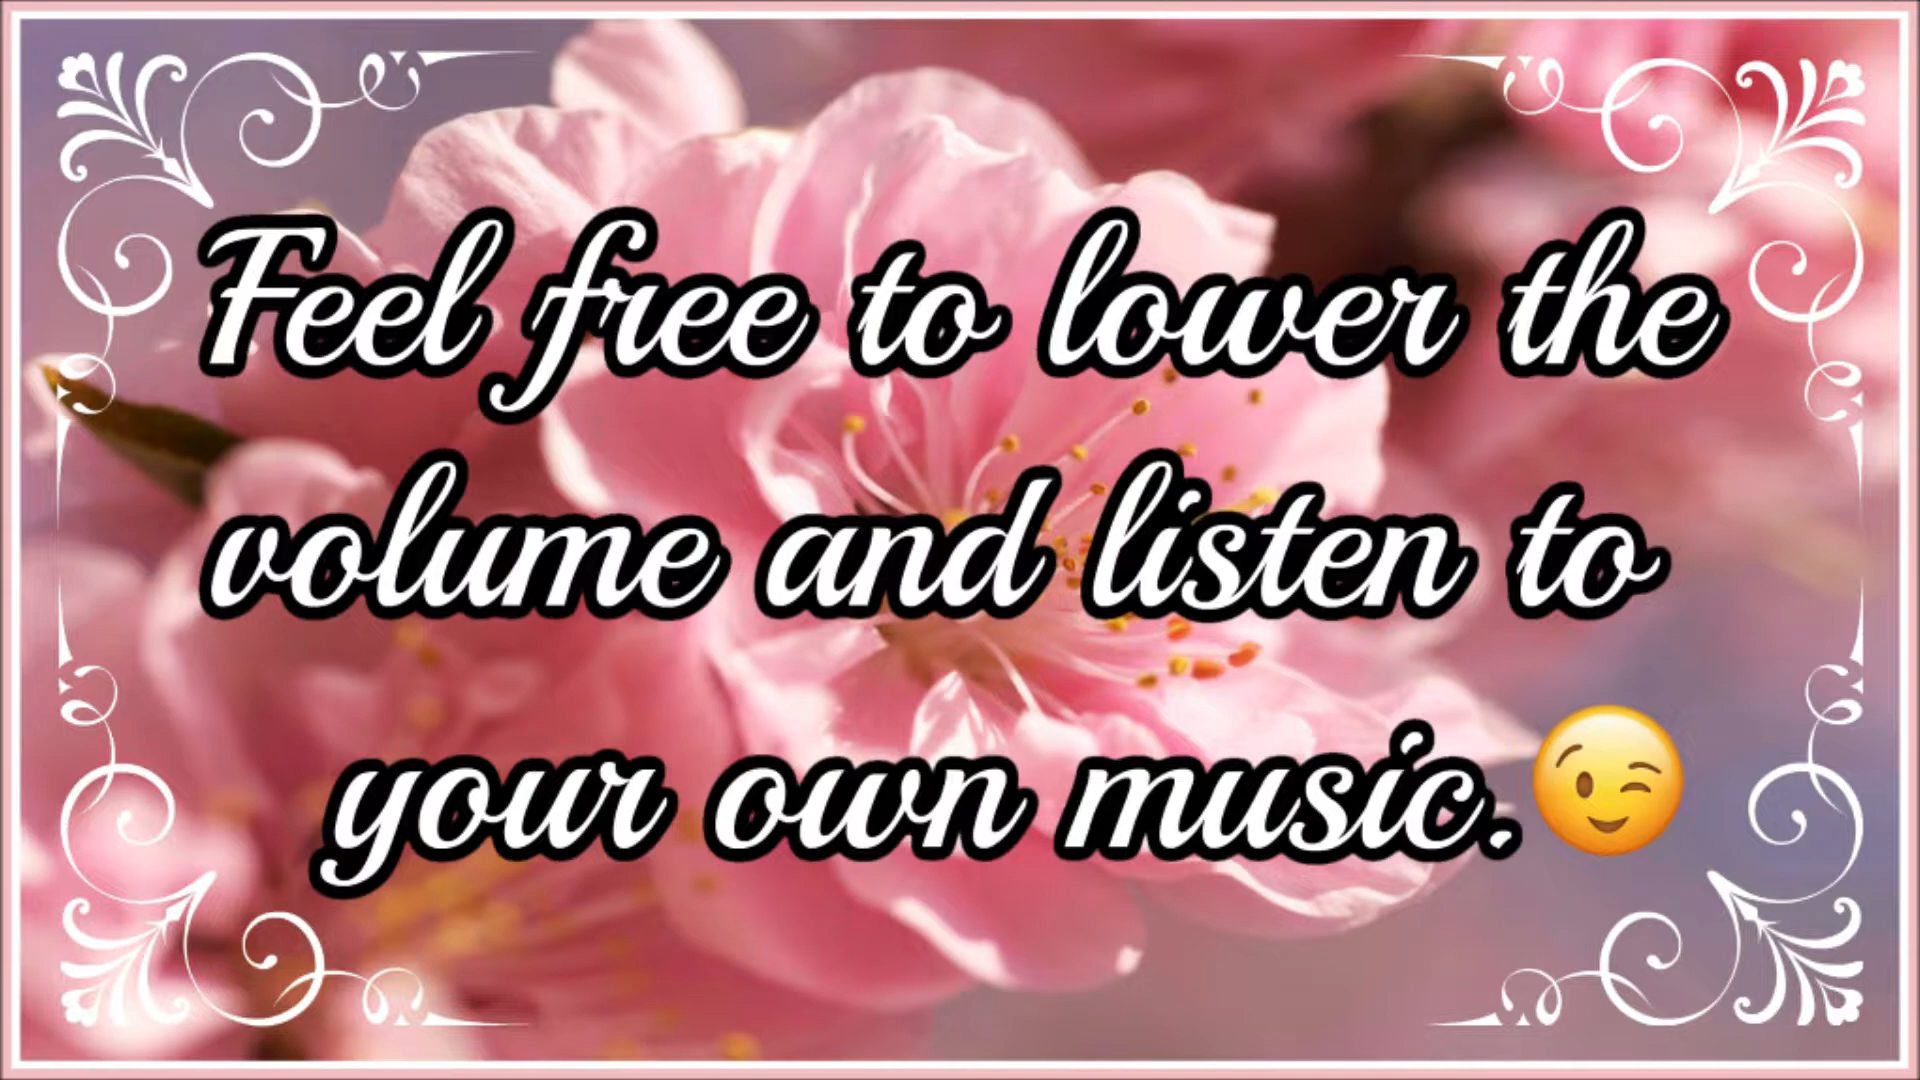 Feel free to lower the
volume and listen to
your own music.😉